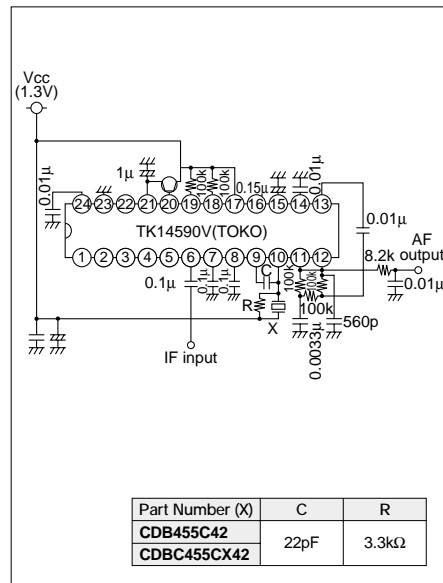 Vcc
(1.3V)
1μ
100k
100k
0.15μ
0.01μ
0.01μ
24 23 22 21 20 19 18 17 16 15 14 13
0.01μ
TK14590V(TOKO)
1 2 3 4 5 6 7 8 9 10 11 12
AF
output
8.2k
0.1μ
0.1μ
0.1μ
C
100k
100k
100k
0.01μ
R
X
560p
0.0033μ
IF input
Part Number (X) C R
CDB455C42 22pF 3.3kΩ
CDBC455CX42